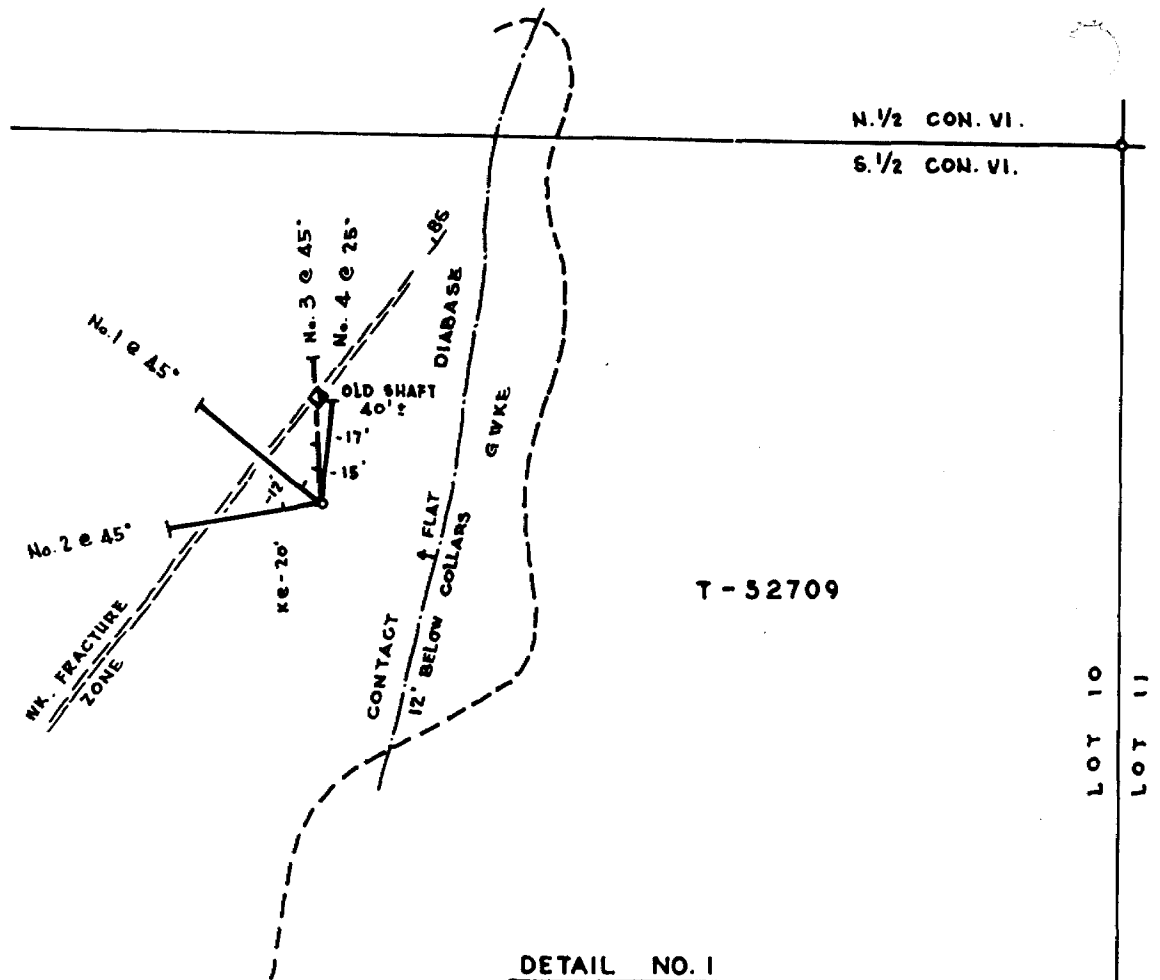 N. 1/2 CON. VI.
S. 1/2 CON. VI.
86
No. 3 @ 45°
No. 4 @ 25°
No. 1 @ 45°
DIABASE
OLD SHAFT
40' ±
GWKE
-17'
-15'
-12'
No. 2 @ 45°
FLAT
Ke-20'
T-52709
CONTACT
12' BELOW COLLARS
WK. FRACTURE
ZONE
LOT 10
LOT 11
DETAIL NO. 1